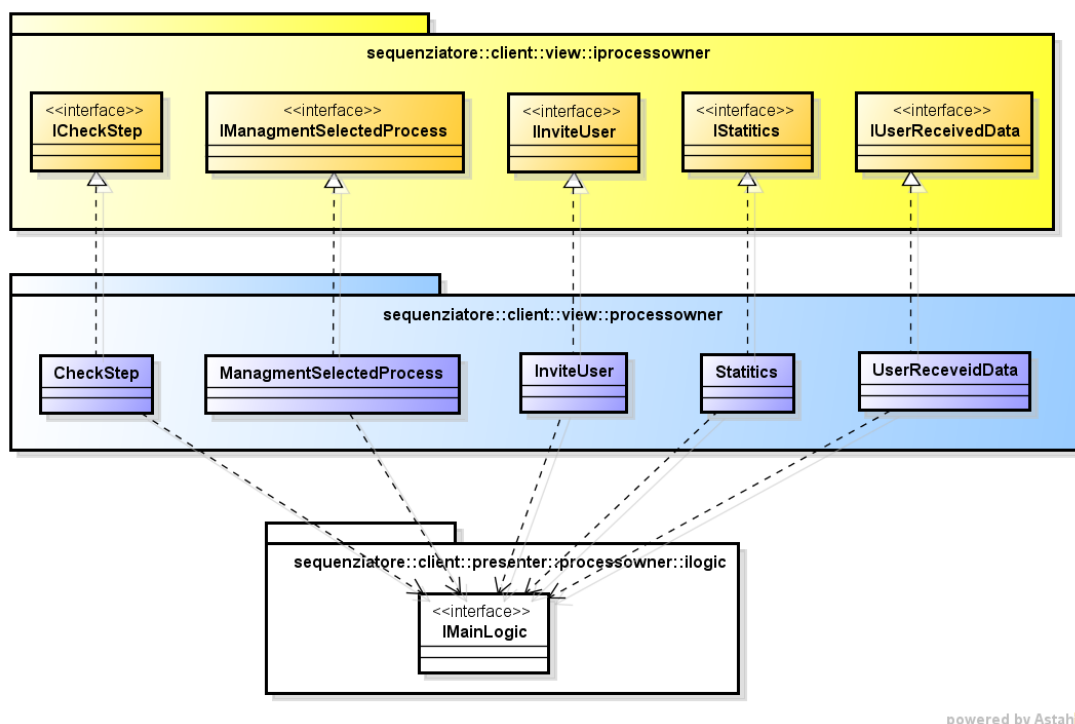 sequenziatore::client::view::iprocessowner
<<interface>>
ICheckStep
<<interface>>
IManagmentSelectedProcess
<<interface>>
IInviteUser
<<interface>>
IStatitics
<<interface>>
IUserReceivedData
sequenziatore::client::view::processowner
CheckStep
ManagmentSelectedProcess
InviteUser
Statitics
UserReceveidData
sequenziatore::client::presenter::processowner::ilogic
<<interface>>
IMainLogic
powered by Astah